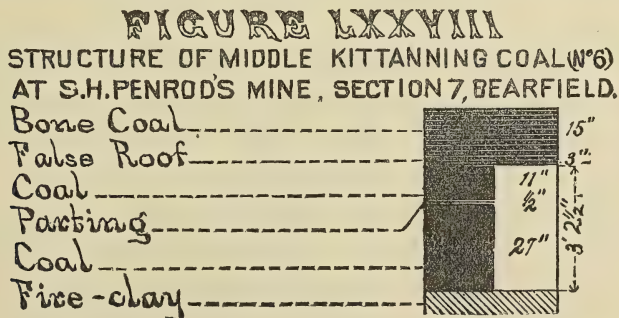 FIGURE LXXVIII
STRUCTURE OF MIDDLE KITTANNING COAL (Nº6)
AT S.H.PENROD'S MINE, SECTION 7, BEARFIELD.
Bone Coal 15"
False Roof 3"
Coal 11"
Parting ½"
Coal 27"
3' 2½"
Fire-clay